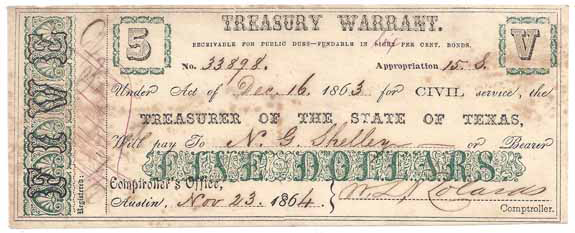 TREASURY WARRANT.
5
V
RECEIVABLE FOR PUBLIC DUES—FUNDABLE IN EIGHT PER CENT. BONDS.
No. 33898. Appropriation 15.S.
Under Act of Dec. 16. 1863 for CIVIL service, the
TREASURER OF THE STATE OF TEXAS,
Will pay To N. G. Shelley or Bearer
FIVE DOLLARS
Comptroller's Office,
Austin, Nov 23. 1864.
Comptroller.
FIVE
Registered: